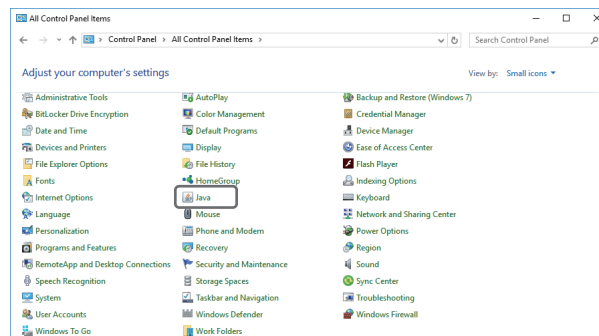 All Control Panel Items
Control Panel > All Control Panel Items >
Search Control Panel
Adjust your computer's settings
View by: Small icons
Administrative Tools
AutoPlay
Backup and Restore (Windows 7)
BitLocker Drive Encryption
Color Management
Credential Manager
Date and Time
Default Programs
Device Manager
Devices and Printers
Display
Ease of Access Center
File Explorer Options
File History
Flash Player
Fonts
HomeGroup
Indexing Options
Internet Options
Java
Keyboard
Language
Mouse
Network and Sharing Center
Personalization
Phone and Modem
Power Options
Programs and Features
Recovery
Region
RemoteApp and Desktop Connections
Security and Maintenance
Sound
Speech Recognition
Storage Spaces
Sync Center
System
Taskbar and Navigation
Troubleshooting
User Accounts
Windows Defender
Windows Firewall
Windows To Go
Work Folders